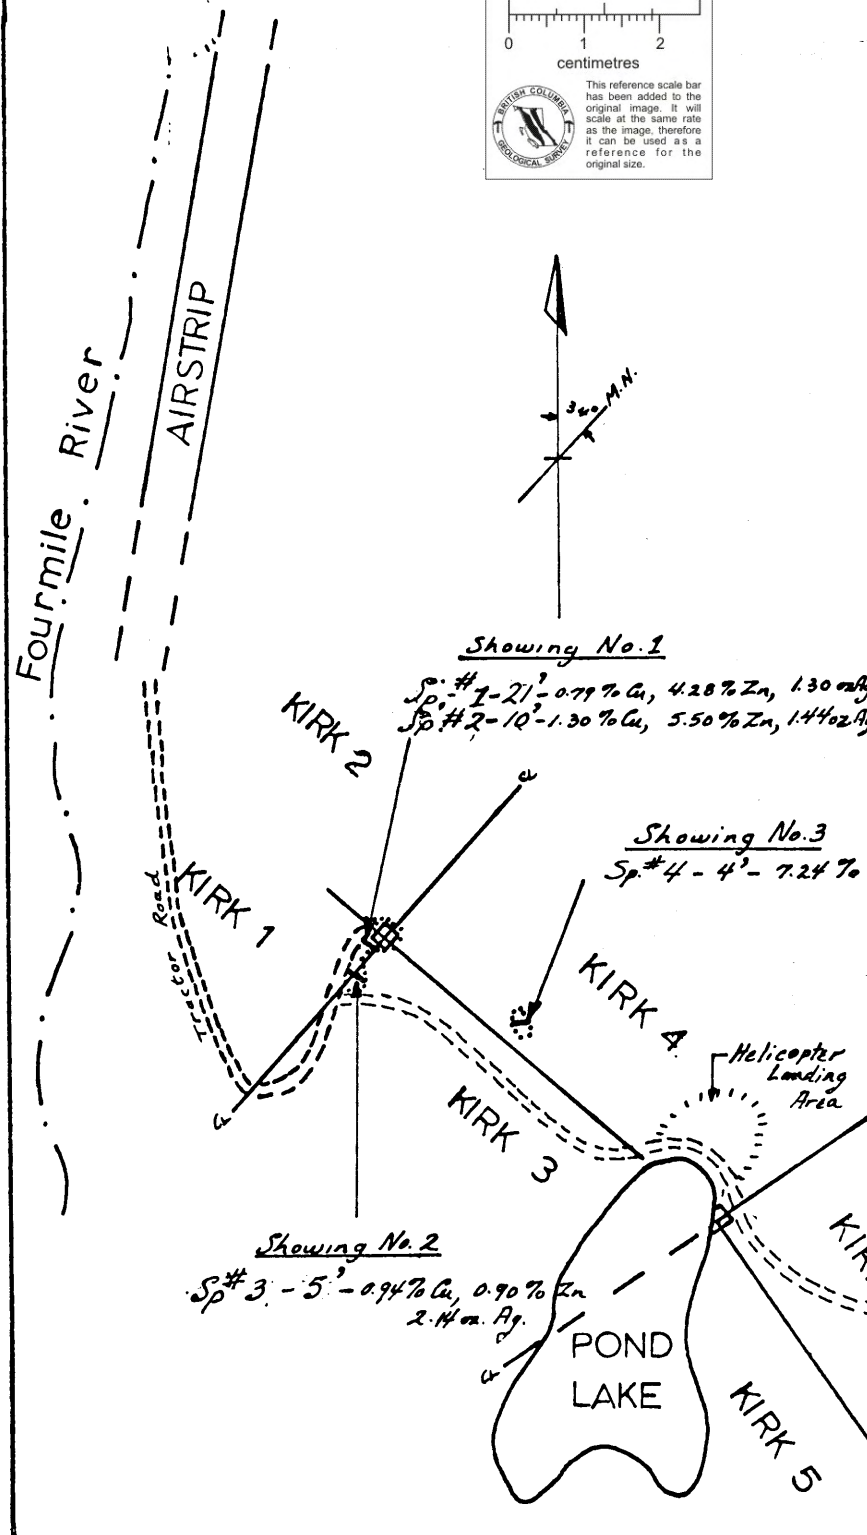 0 1 2
centimetres
BRITISH COLUMBIA
GEOLOGICAL SURVEY
This reference scale bar
has been added to the
original image. It will
scale at the same rate
as the image, therefore
it can be used as a
reference for the
original size.
M.N.
AIRSTRIP
Fourmile River
Showing No.1
Sp. #1-21'-0.79% Cu, 4.28% Zn, 1.30 oz Ag
Sp #2-10'-1.30% Cu, 5.50% Zn, 1.44 oz Ag
KIRK 2
Showing No.3
Sp. #4-4'-7.24%
KIRK 1
Tractor Road
KIRK 4
Helicopter
Landing
Area
KIRK 3
Showing No.2
Sp #3-5'-0.94% Cu, 0.90% Zn
2.14 oz. Ag.
POND
LAKE
KIRK 5